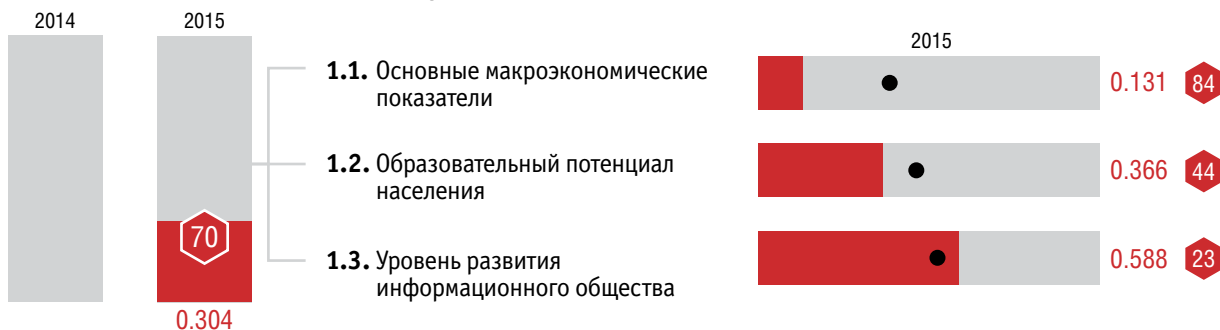 2014
2015
70
0.304
1.1. Основные макроэкономические
показатели
1.2. Образовательный потенциал
населения
1.3. Уровень развития
информационного общества
2015
0.131 84
0.366 44
0.588 23